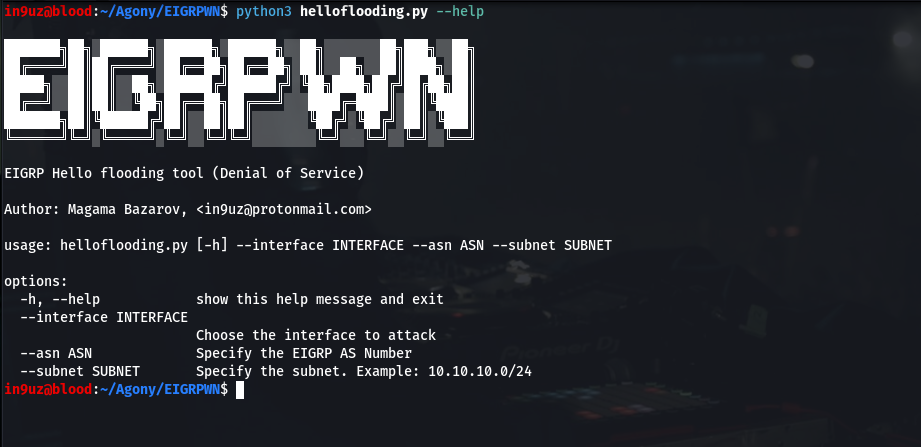 in9uz@blood:~/Agony/EIGRPWN$ python3 helloflooding.py --help
EIGRPWN
EIGRP Hello flooding tool (Denial of Service)
Author: Magama Bazarov, <in9uz@protonmail.com>
usage: helloflooding.py [-h] --interface INTERFACE --asn ASN --subnet SUBNET
options:
-h, --help show this help message and exit
--interface INTERFACE
Choose the interface to attack
--asn ASN Specify the EIGRP AS Number
--subnet SUBNET Specify the subnet. Example: 10.10.10.0/24
in9uz@blood:~/Agony/EIGRPWN$
Pioneer Dj